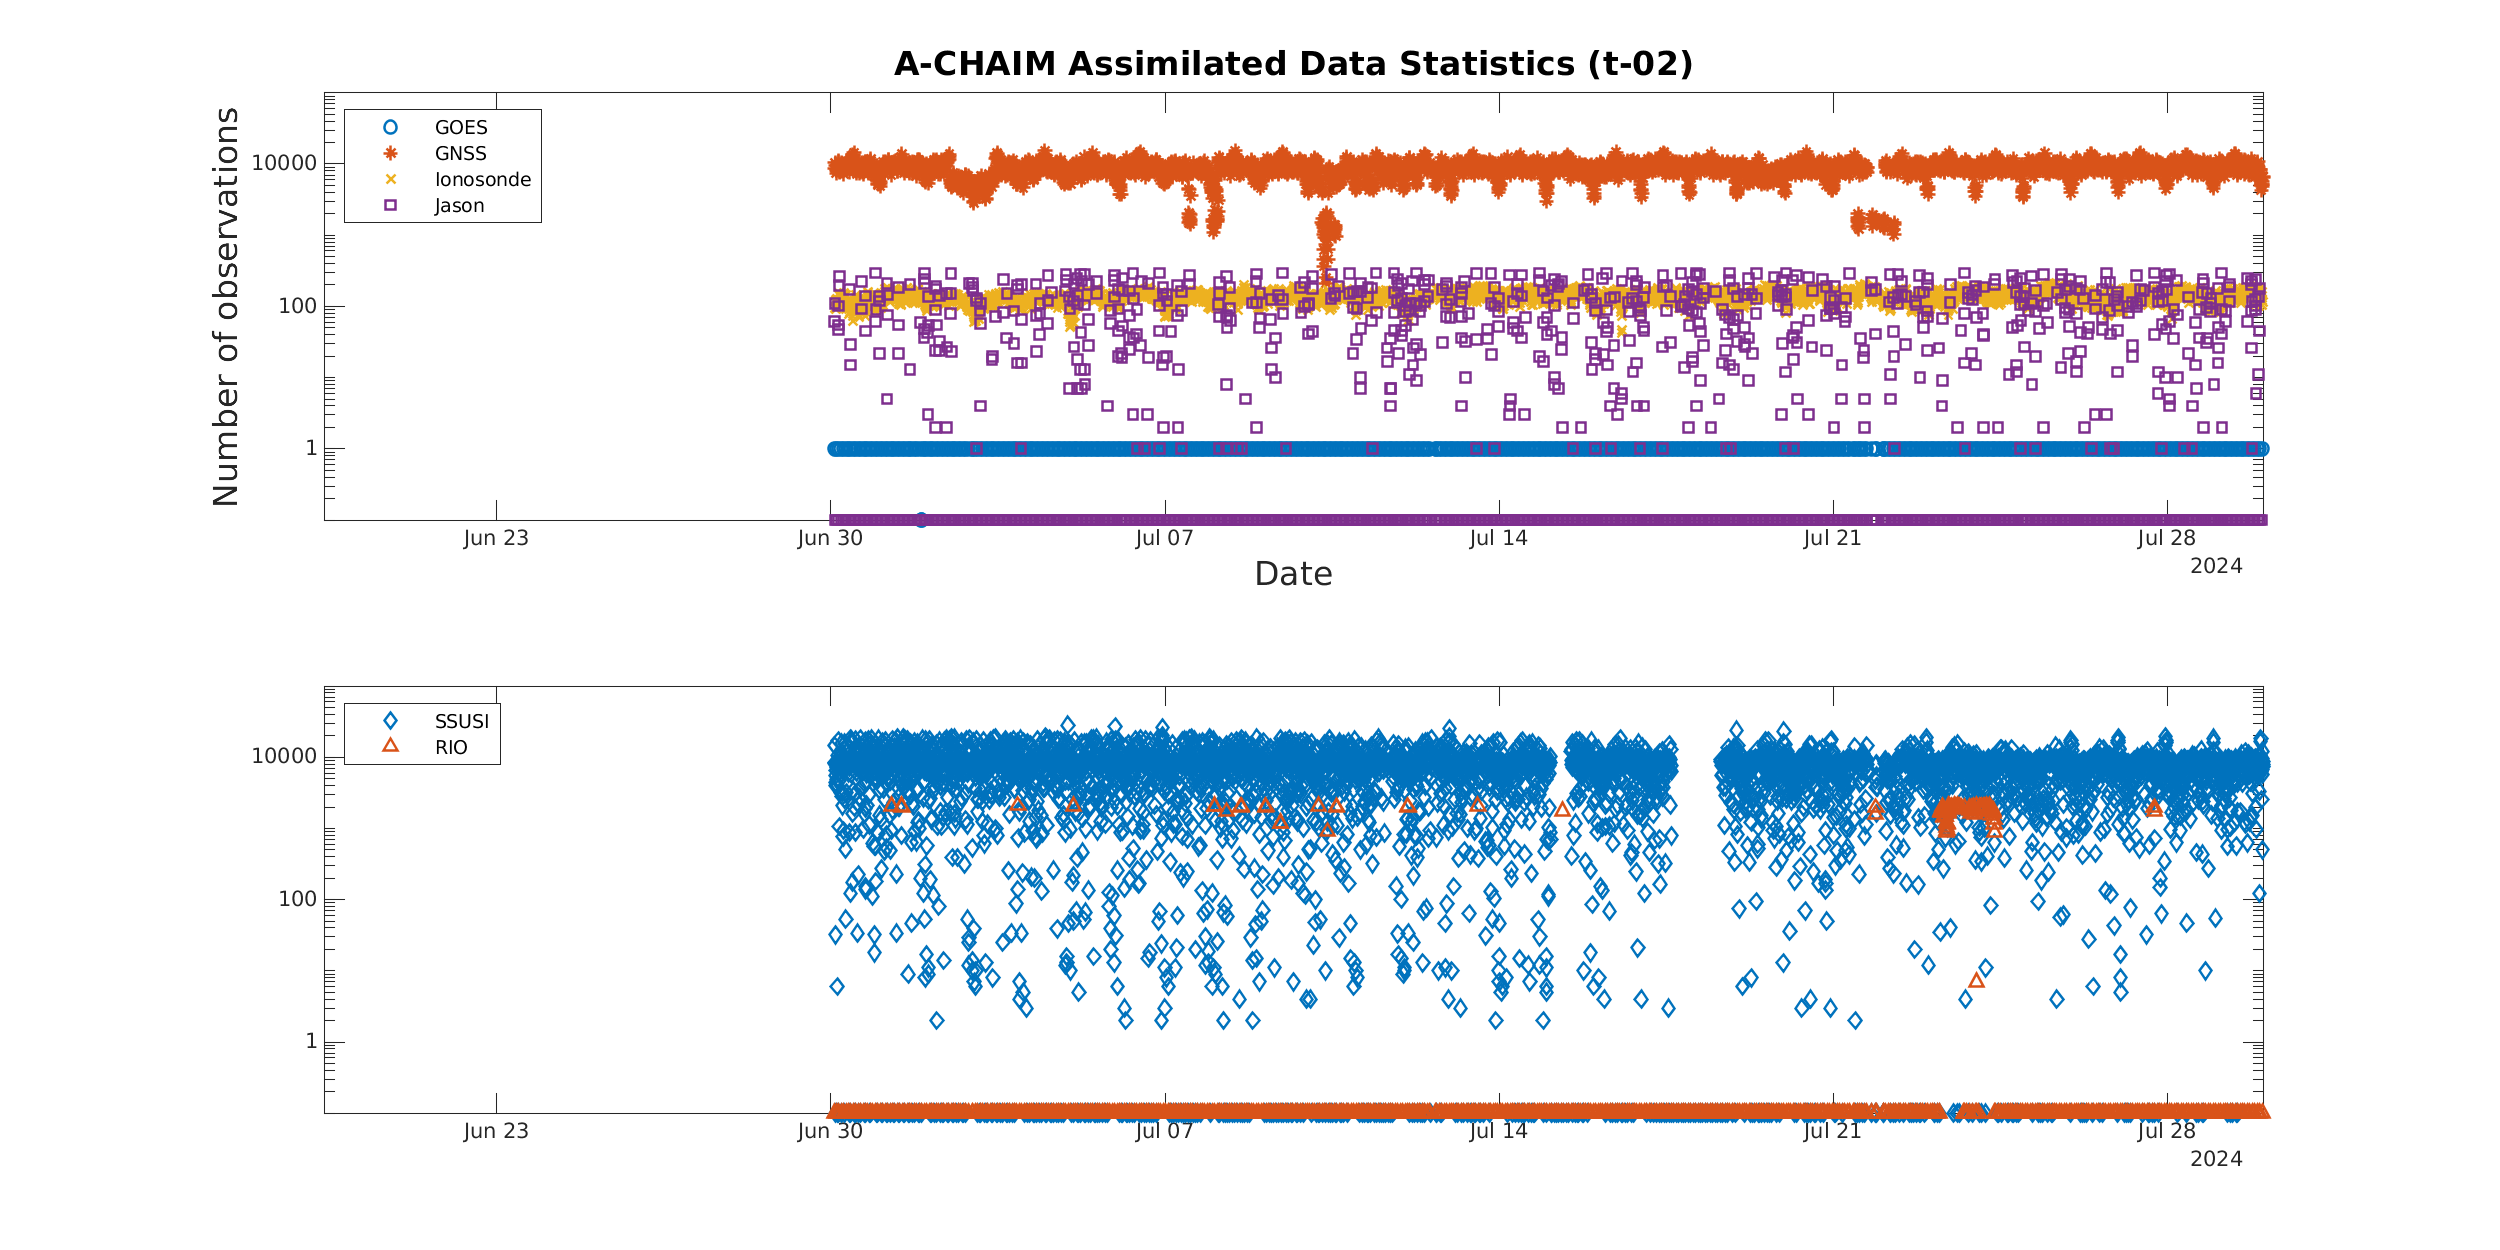 A-CHAIM Assimilated Data Statistics (t-02)
Number of observations
10000
100
1
GOES
GNSS
Ionosonde
Jason
Jun 23
Jun 30
Jul 07
Jul 14
Jul 21
Jul 28
2024
Date
10000
100
1
SSUSI
RIO
Jun 23
Jun 30
Jul 07
Jul 14
Jul 21
Jul 28
2024